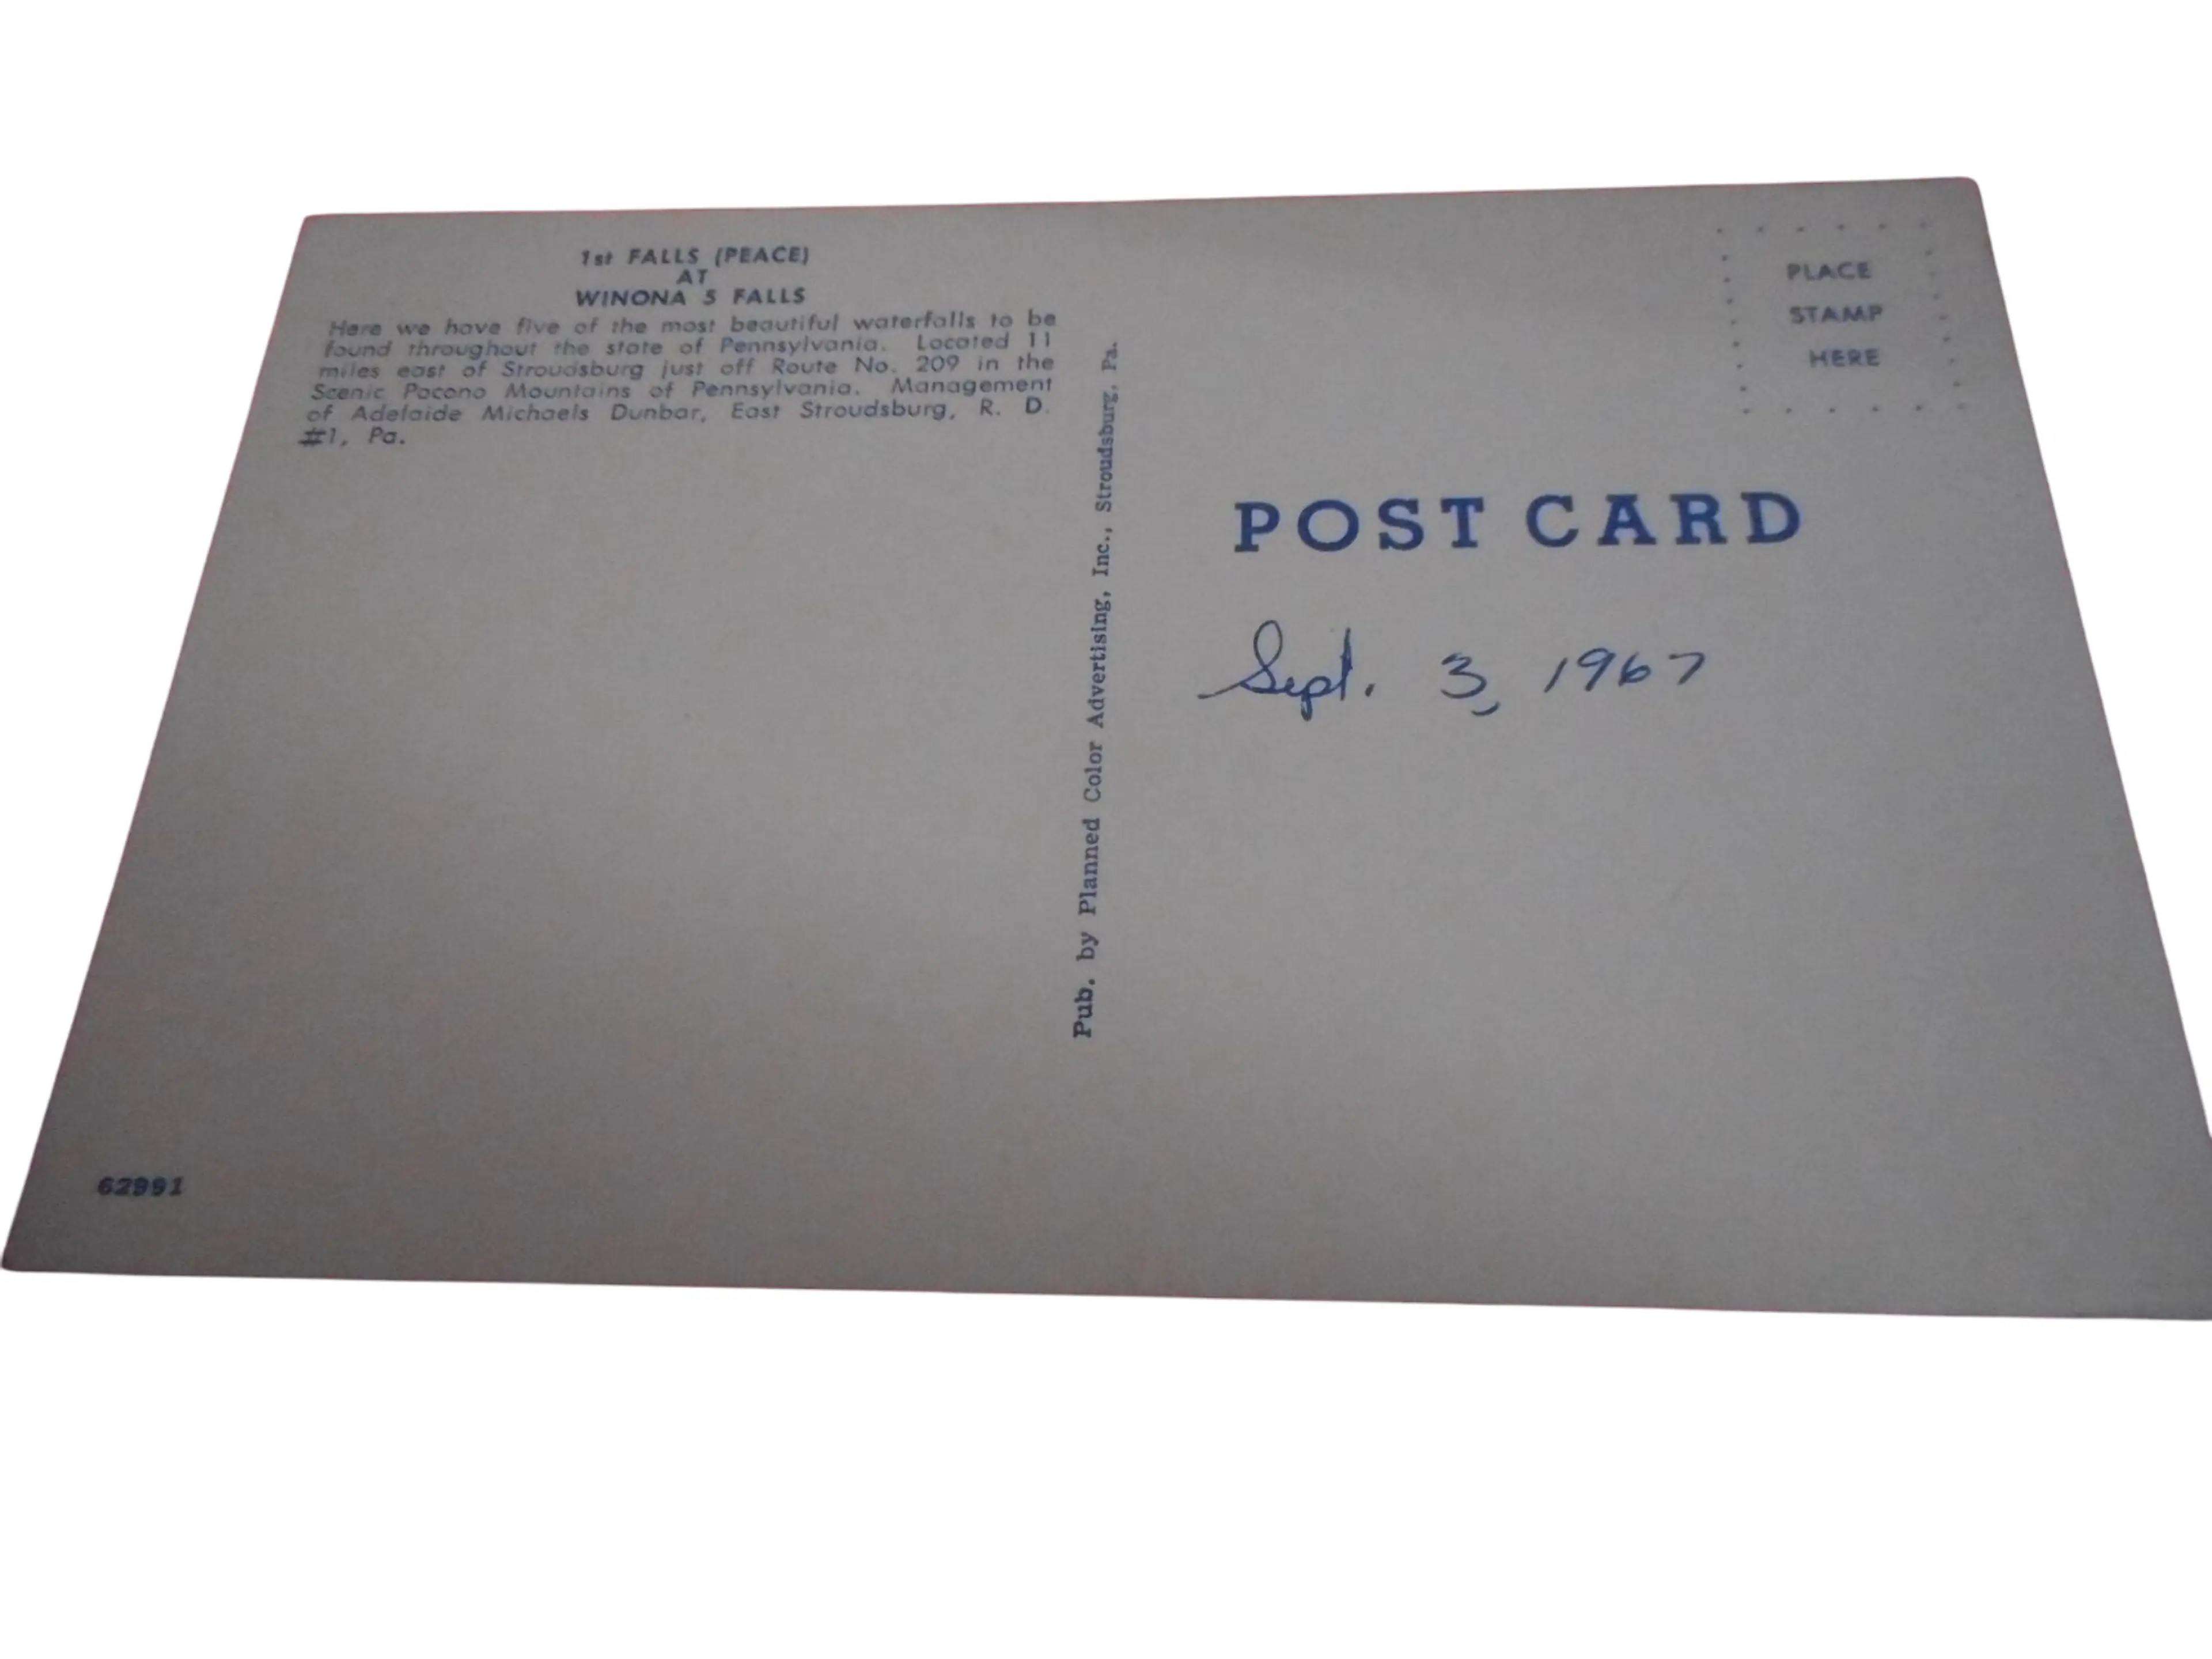 1st FALLS (PEACE)
AT
WINONA 5 FALLS
Here we have five of the most beautiful waterfalls to be
found throughout the state of Pennsylvania. Located 11
miles east of Stroudsburg just off Route No. 209 in the
Scenic Pocono Mountains of Pennsylvania. Management
of Adelaide Michaels Dunbar, East Stroudsburg, R. D.
#1, Pa.
62991
Pub. by Planned Color Advertising, Inc., Stroudsburg, Pa.
PLACE
STAMP
HERE
POST CARD
Sept. 3, 1967